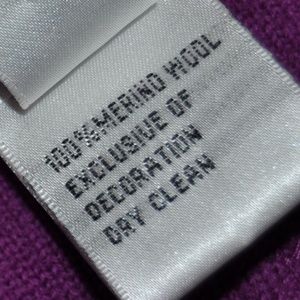 100%MERINO WOOL
EXCLUSIVE OF
DECORATION
DRY CLEAN